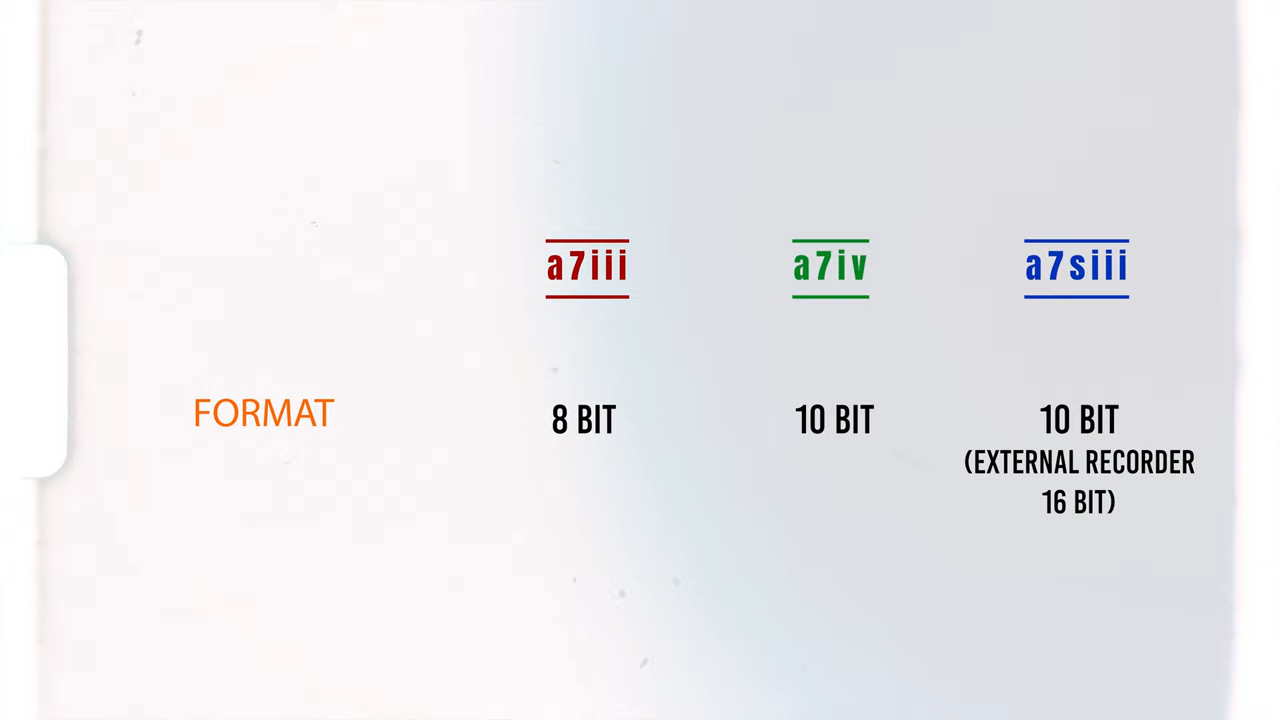 a7iii a7iv a7siii
FORMAT 8 BIT 10 BIT 10 BIT
(EXTERNAL RECORDER
16 BIT)